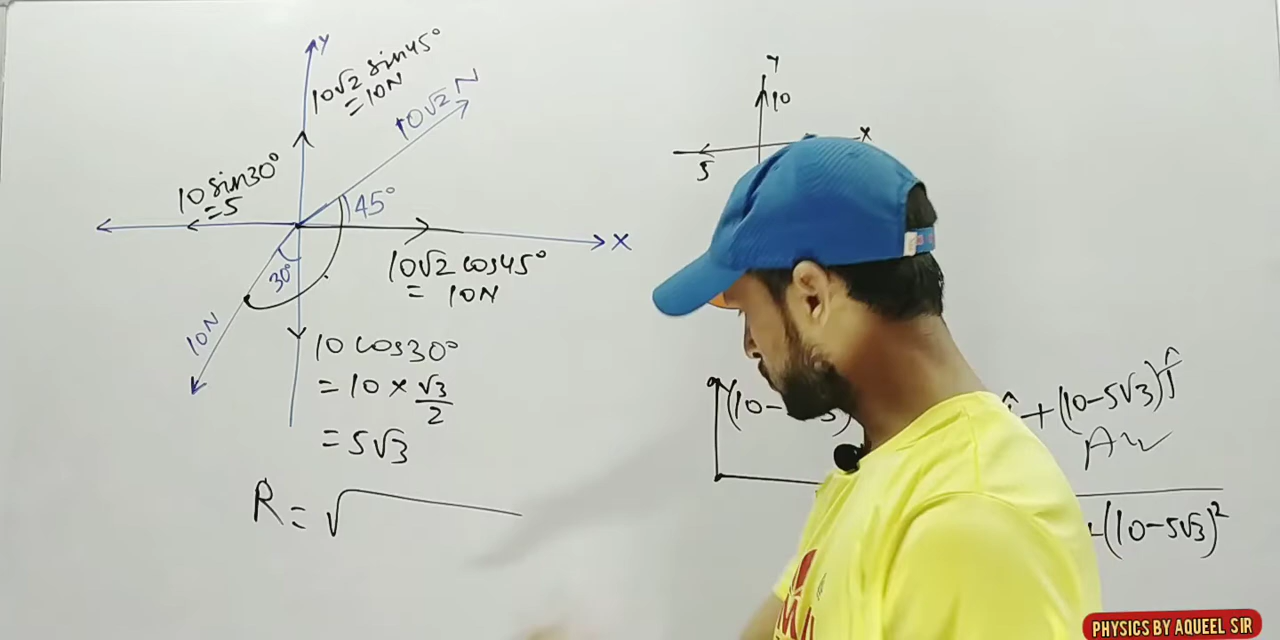 Y
10√2 sin45°
= 10N
10√2 N
10 sin30°
= 5
45°
X
10√2 cos45°
= 10N
30°
10N
10 cos30°
= 10 × √3/2
= 5√3
R = √
Y
10
X
5
(10-
î + (10-5√3) ĵ
Ans
+(10-5√3)²
PHYSICS BY AQUEEL SIR